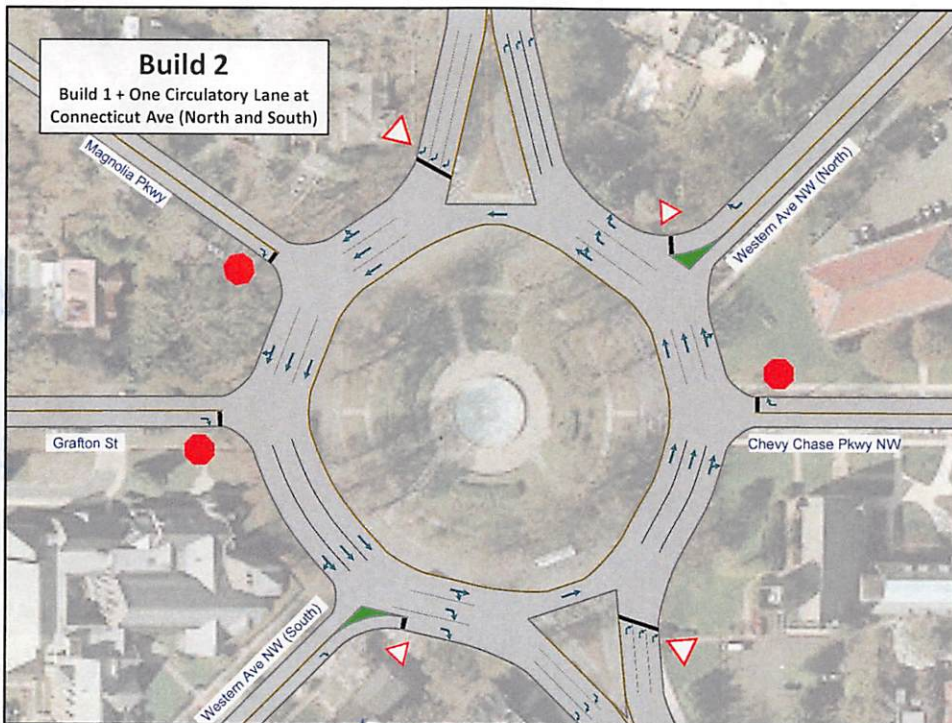 Build 2
Build 1 + One Circulatory Lane at
Connecticut Ave (North and South)
Magnolia Pkwy
Western Ave NW (North)
Grafton St
Chevy Chase Pkwy NW
Western Ave NW (South)